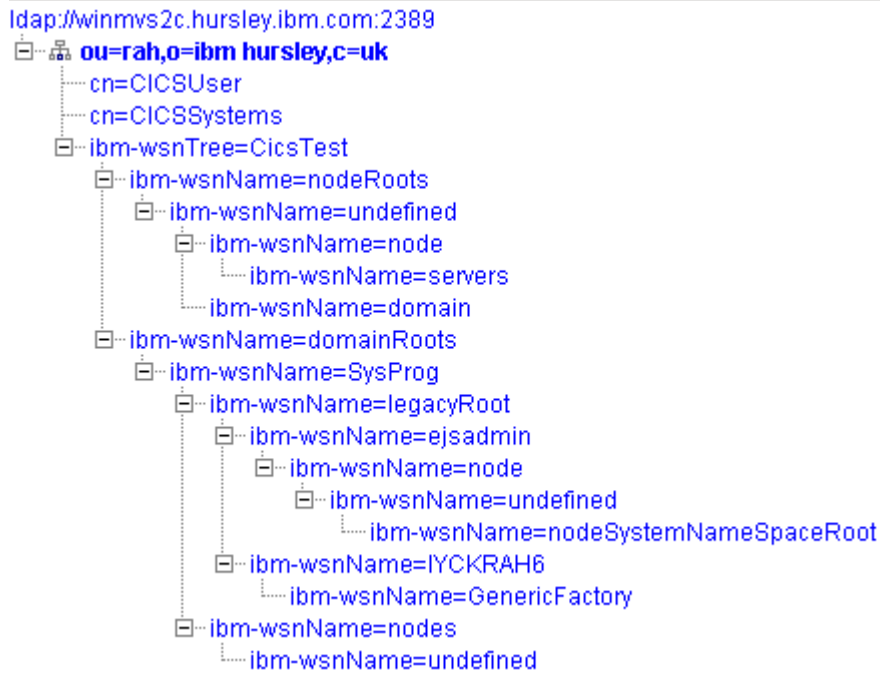 ldap://winmvs2c.hursley.ibm.com:2389
ou=rah,o=ibm hursley,c=uk
cn=CICSUser
cn=CICSSystems
ibm-wsnTree=CicsTest
ibm-wsnName=nodeRoots
ibm-wsnName=undefined
ibm-wsnName=node
ibm-wsnName=servers
ibm-wsnName=domain
ibm-wsnName=domainRoots
ibm-wsnName=SysProg
ibm-wsnName=legacyRoot
ibm-wsnName=ejsadmin
ibm-wsnName=node
ibm-wsnName=undefined
ibm-wsnName=nodeSystemNameSpaceRoot
ibm-wsnName=IYCKRAH6
ibm-wsnName=GenericFactory
ibm-wsnName=nodes
ibm-wsnName=undefined